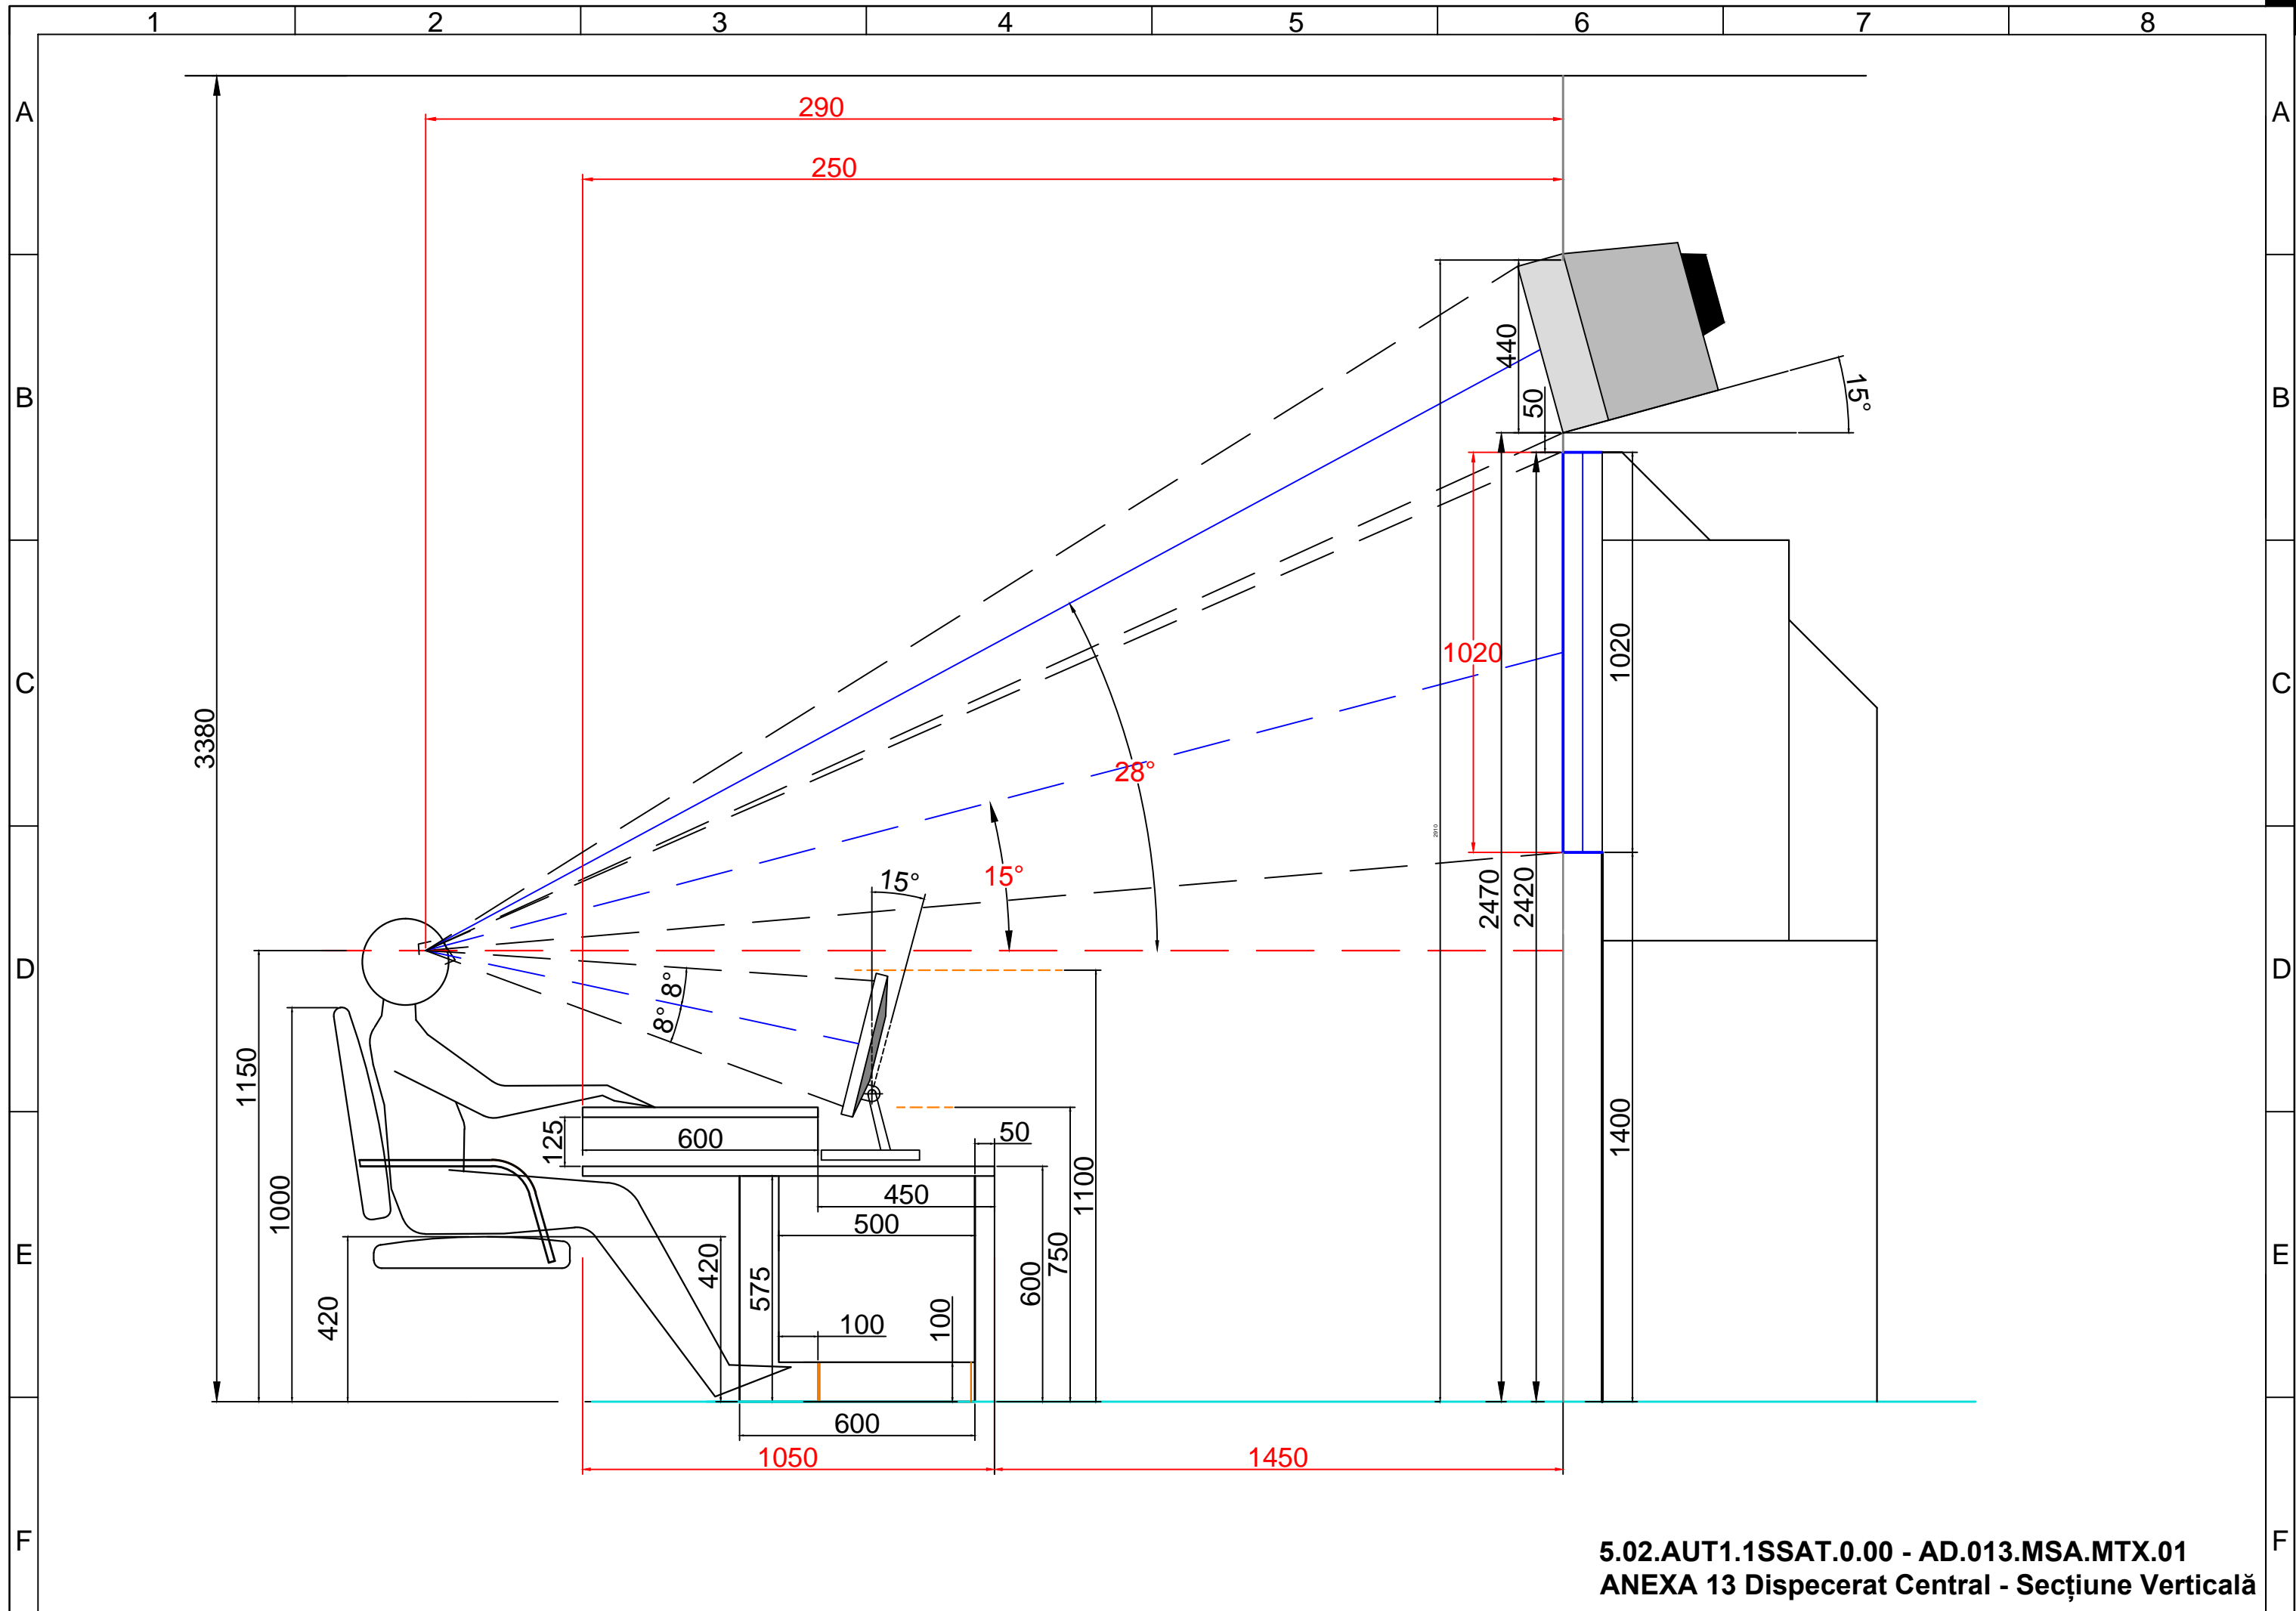 1 2 3 4 5 6 7 8
A A
290
250
440
B 50 15° B
1020
1020
C C
3380
28°
15° 15°
2910
2470
2420
D 8° D
8°
1150
1400
125 600 50
1000
450
1100
500
E 420 750 E
575
600
420
100 100
600
1050 1450
F F
5.02.AUT1.1SSAT.0.00 - AD.013.MSA.MTX.01
ANEXA 13 Dispecerat Central - Secțiune Verticală